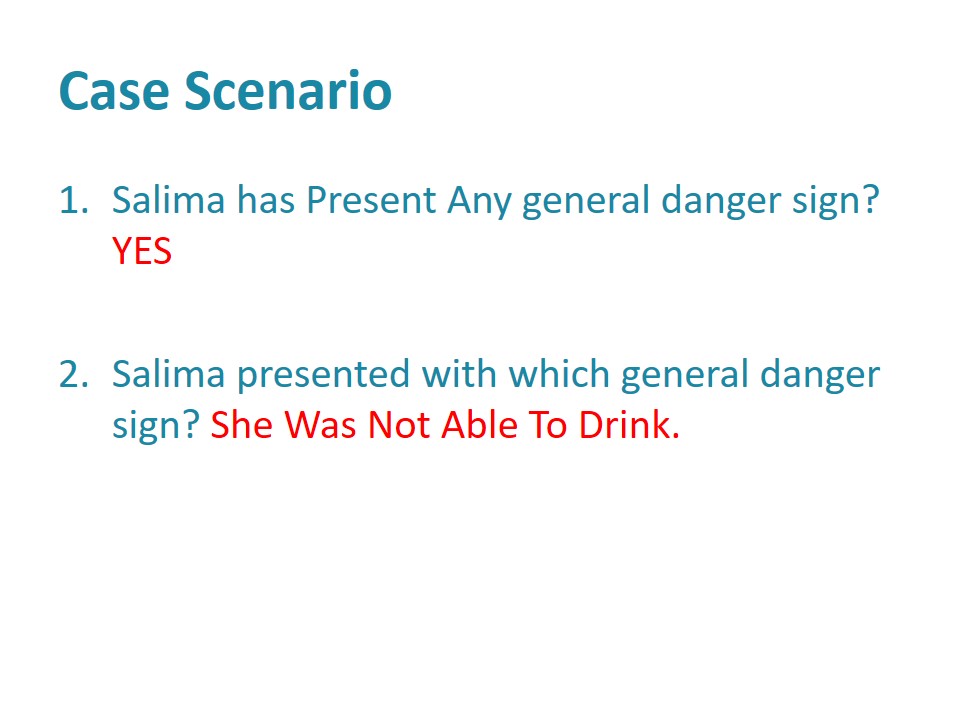 Case Scenario
1. Salima has Present Any general danger sign?
YES
2. Salima presented with which general danger
sign? She Was Not Able To Drink.